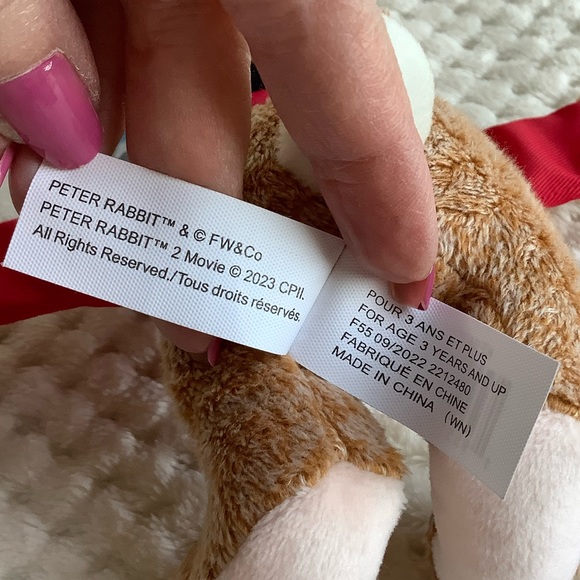 PETER RABBIT™ & © FW&Co
PETER RABBIT™ 2 Movie © 2023 CPII.
All Rights Reserved./Tous droits réservés.
POUR 3 ANS ET PLUS
FOR AGE 3 YEARS AND UP
F55 09/2022 2212480
FABRIQUÉ EN CHINE
MADE IN CHINA (WN)